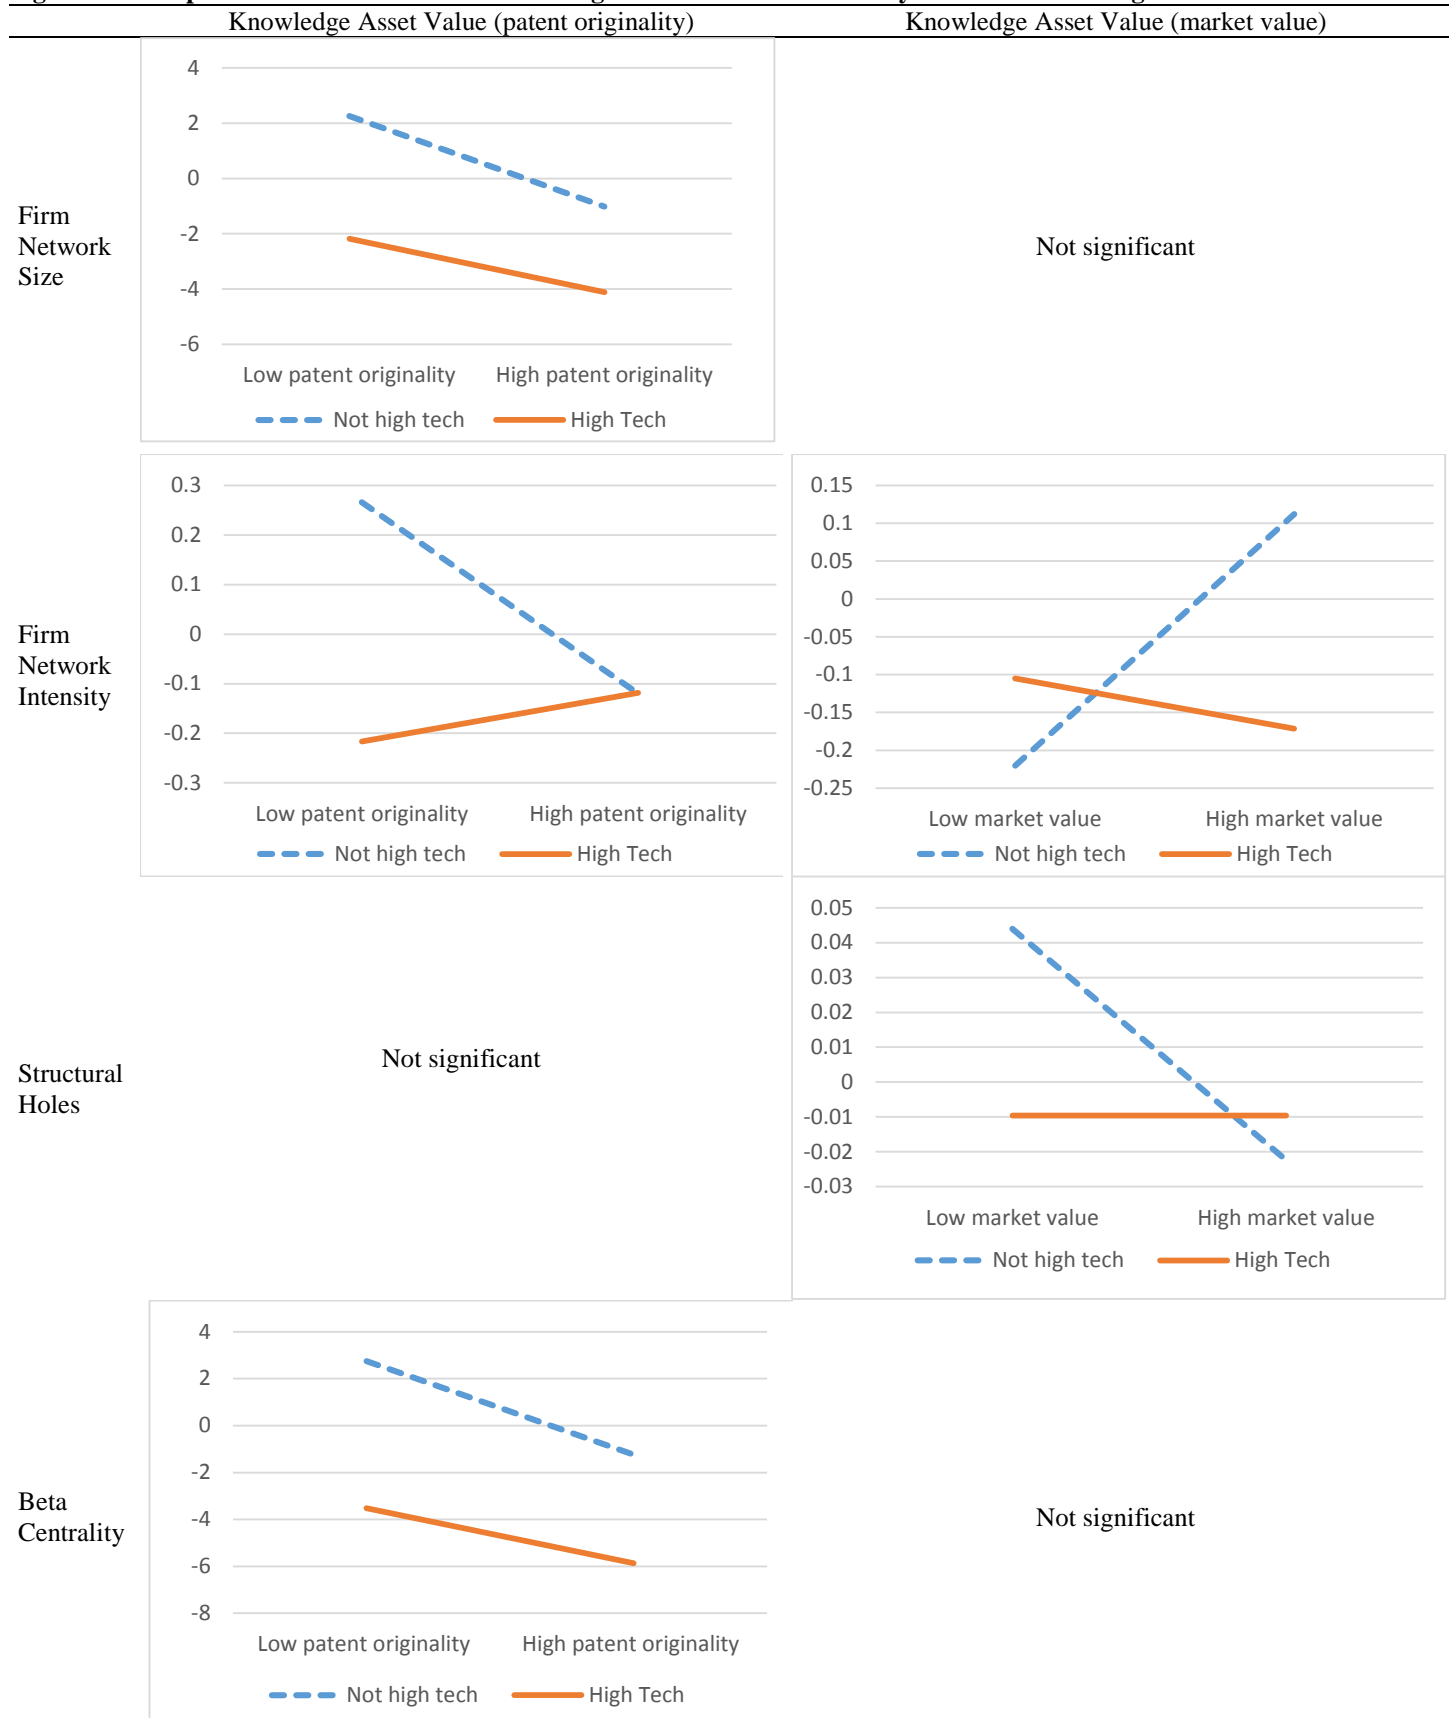 Knowledge Asset Value (patent originality) Knowledge Asset Value (market value)
Firm
Network
Size
4
2
0
-2
-4
-6
Low patent originality High patent originality
Not high tech High Tech
Not significant
Firm
Network
Intensity
0.3
0.2
0.1
0
-0.1
-0.2
-0.3
Low patent originality High patent originality
Not high tech High Tech
0.15
0.1
0.05
0
-0.05
-0.1
-0.15
-0.2
-0.25
Low market value High market value
Not high tech High Tech
Structural
Holes
Not significant
0.05
0.04
0.03
0.02
0.01
0
-0.01
-0.02
-0.03
Low market value High market value
Not high tech High Tech
Beta
Centrality
4
2
0
-2
-4
-6
-8
Low patent originality High patent originality
Not high tech High Tech
Not significant